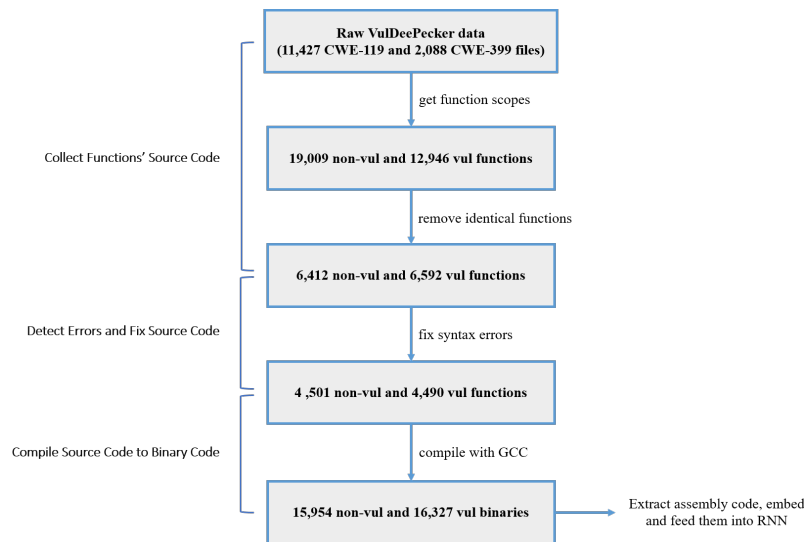 Raw VulDeePecker data
(11,427 CWE-119 and 2,088 CWE-399 files)
get function scopes
Collect Functions' Source Code
19,009 non-vul and 12,946 vul functions
remove identical functions
6,412 non-vul and 6,592 vul functions
Detect Errors and Fix Source Code
fix syntax errors
4 ,501 non-vul and 4,490 vul functions
Compile Source Code to Binary Code
compile with GCC
15,954 non-vul and 16,327 vul binaries
Extract assembly code, embed
and feed them into RNN